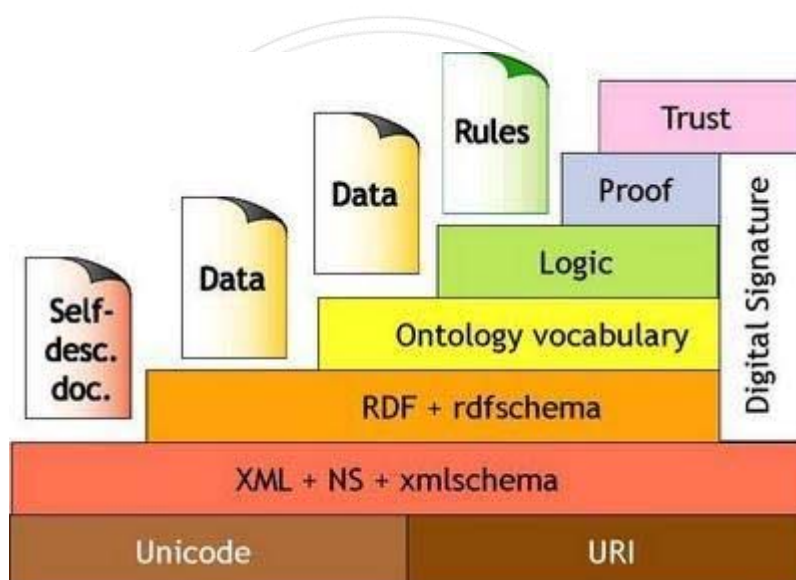 Rules
Trust
Data
Proof
Data
Logic
Self-
desc.
doc.
Ontology vocabulary
Digital Signature
RDF + rdfschema
XML + NS + xmlschema
Unicode
URI